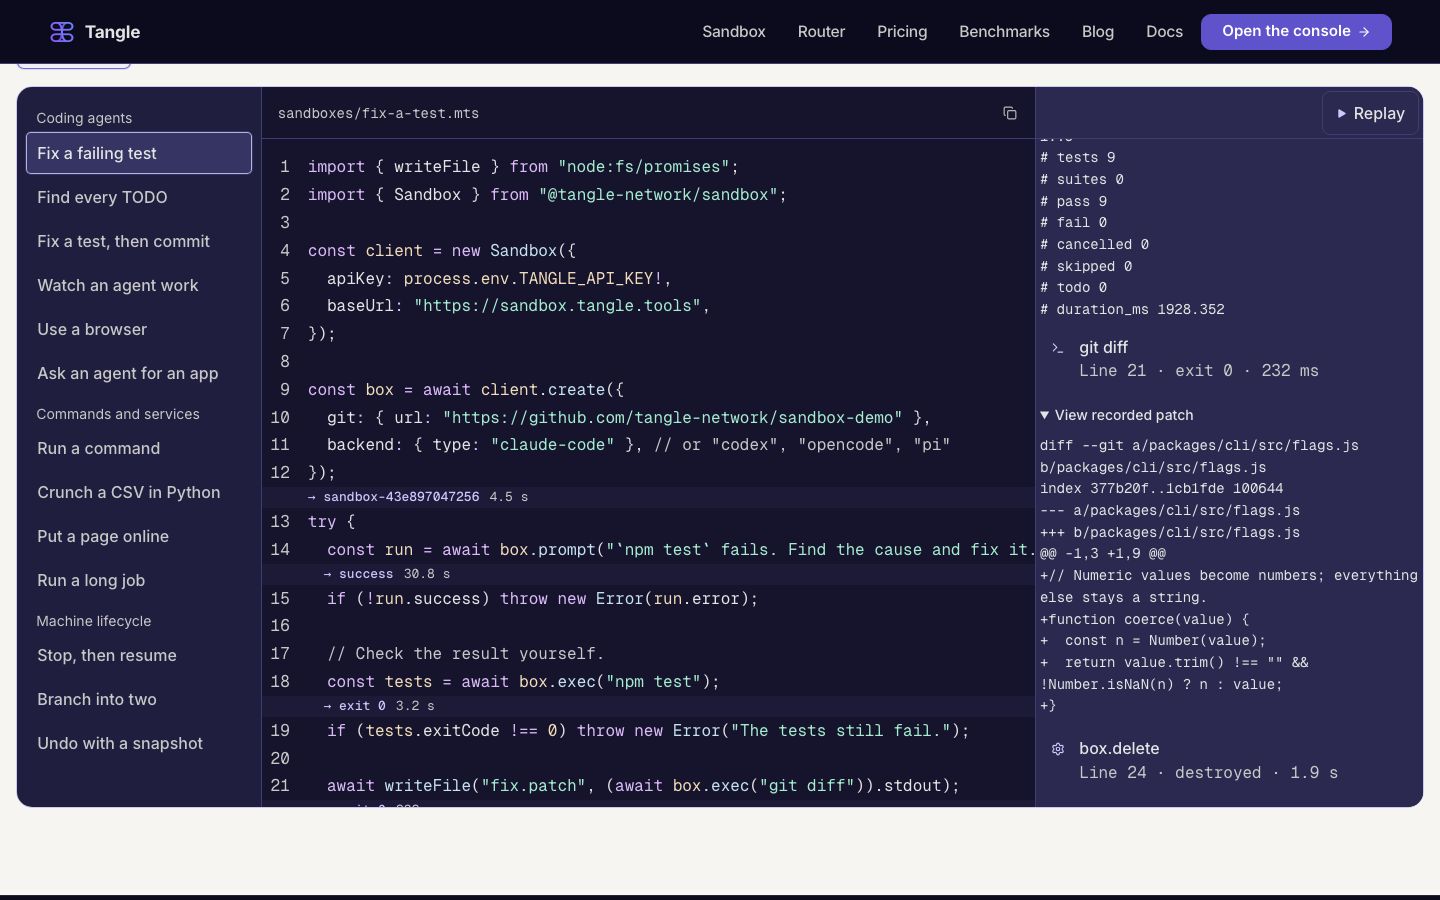 Tangle
Sandbox
Router
Pricing
Benchmarks
Blog
Docs
Open the console →
Coding agents
Fix a failing test
Find every TODO
Fix a test, then commit
Watch an agent work
Use a browser
Ask an agent for an app
Commands and services
Run a command
Crunch a CSV in Python
Put a page online
Run a long job
Machine lifecycle
Stop, then resume
Branch into two
Undo with a snapshot
sandboxes/fix-a-test.mts
1 import { writeFile } from "node:fs/promises";
2 import { Sandbox } from "@tangle-network/sandbox";
3
4 const client = new Sandbox({
5   apiKey: process.env.TANGLE_API_KEY!,
6   baseUrl: "https://sandbox.tangle.tools",
7 });
8
9 const box = await client.create({
10   git: { url: "https://github.com/tangle-network/sandbox-demo" },
11   backend: { type: "claude-code" }, // or "codex", "opencode", "pi"
12 });
→ sandbox-43e897047256 4.5 s
13 try {
14   const run = await box.prompt("`npm test` fails. Find the cause and fix it.
→ success 30.8 s
15   if (!run.success) throw new Error(run.error);
16
17   // Check the result yourself.
18   const tests = await box.exec("npm test");
→ exit 0 3.2 s
19   if (tests.exitCode !== 0) throw new Error("The tests still fail.");
20
21   await writeFile("fix.patch", (await box.exec("git diff")).stdout);
Replay
# tests 9
# suites 0
# pass 9
# fail 0
# cancelled 0
# skipped 0
# todo 0
# duration_ms 1928.352
git diff
Line 21 · exit 0 · 232 ms
▼ View recorded patch
diff --git a/packages/cli/src/flags.js
b/packages/cli/src/flags.js
index 377b20f..1cb1fde 100644
--- a/packages/cli/src/flags.js
+++ b/packages/cli/src/flags.js
@@ -1,3 +1,9 @@
+// Numeric values become numbers; everything
else stays a string.
+function coerce(value) {
+  const n = Number(value);
+  return value.trim() !== "" &&
!Number.isNaN(n) ? n : value;
+}
box.delete
Line 24 · destroyed · 1.9 s